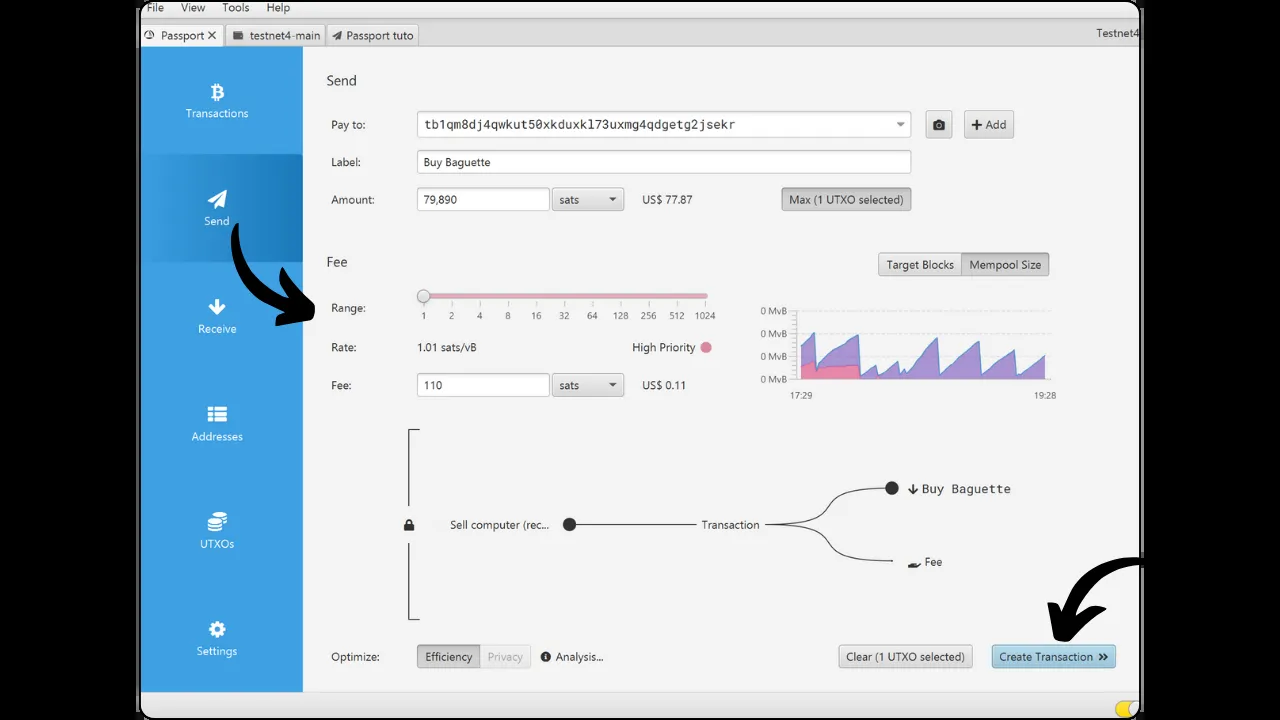 File View Tools Help
Passport testnet4-main Passport tuto Testnet4
Transactions
Send
Receive
Addresses
UTXOs
Settings
Send
Pay to: tb1qm8dj4qwkut50xkduxkl73uxmg4qdgetg2jsekr Add
Label: Buy Baguette
Amount: 79,890 sats US$ 77.87 Max (1 UTXO selected)
Fee Target Blocks Mempool Size
Range: 1 2 4 8 16 32 64 128 256 512 1024
Rate: 1.01 sats/vB High Priority
Fee: 110 sats US$ 0.11
0 MvB
0 MvB
0 MvB
0 MvB
17:29 19:28
Sell computer (rec... Transaction Buy Baguette
Fee
Optimize: Efficiency Privacy Analysis... Clear (1 UTXO selected) Create Transaction